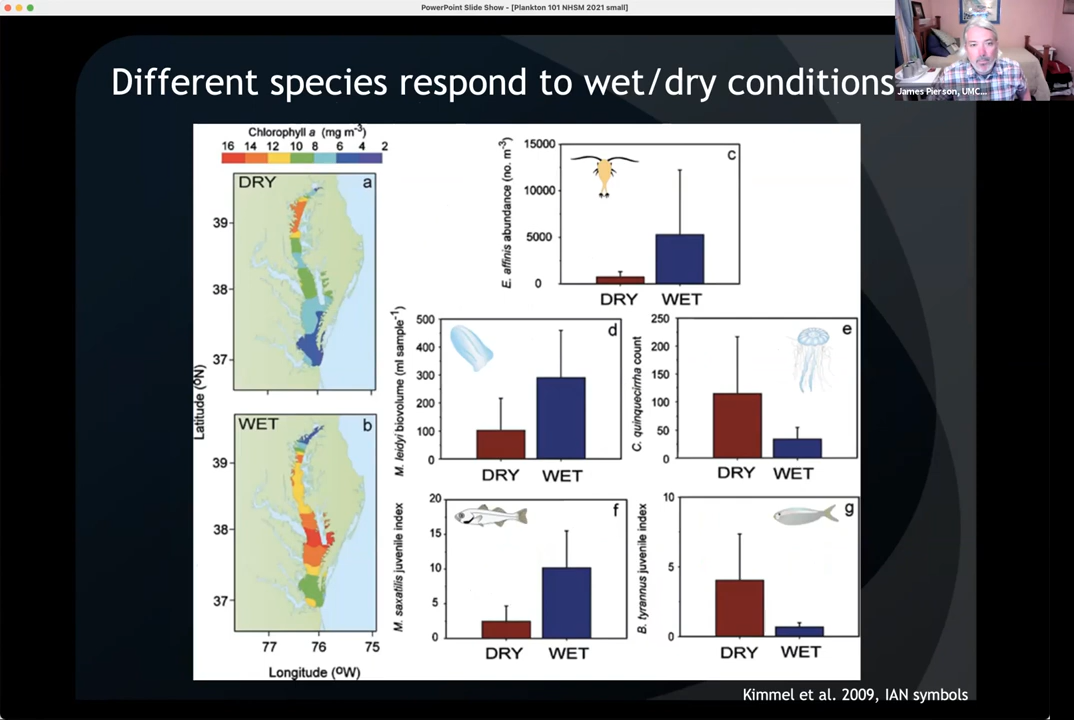 PowerPoint Slide Show - [Plankton 101 NHSM 2021 small]
James Pierson, UMC...
Different species respond to wet/dry conditions
Chlorophyll a (mg m-3)
16 14 12 10 8 6 4 2
DRY a
39
38
37
Latitude (ºN)
WET b
39
38
37
77 76 75
Longitude (ºW)
E. affinis abundance (no. m-3)
15000
10000
5000
0
c
DRY WET
M. leidyi biovolume (ml sample-1)
500
400
300
200
100
0
d
DRY WET
C. quinquecirrha count
250
200
150
100
50
0
e
DRY WET
M. saxatilis juvenile index
20
15
10
5
0
f
DRY WET
B. tyrannus juvenile index
10
5
0
g
DRY WET
Kimmel et al. 2009, IAN symbols